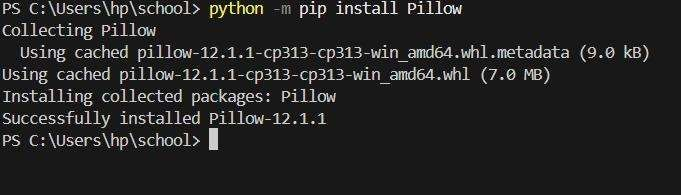 PS C:\Users\hp\school> python -m pip install Pillow
Collecting Pillow
  Using cached pillow-12.1.1-cp313-cp313-win_amd64.whl.metadata (9.0 kB)
Using cached pillow-12.1.1-cp313-cp313-win_amd64.whl (7.0 MB)
Installing collected packages: Pillow
Successfully installed Pillow-12.1.1
PS C:\Users\hp\school>